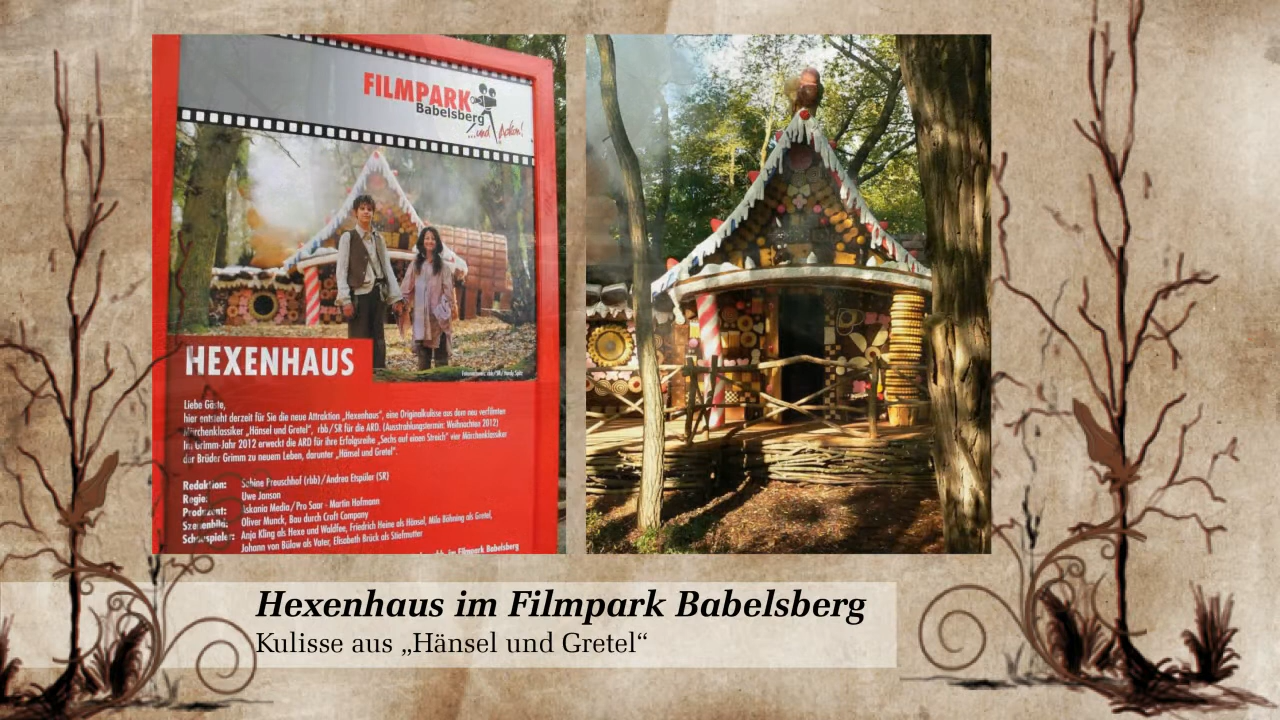 FILMPARK
Babelsberg
...und Action!
HEXENHAUS
Liebe Gäste,
hier entsteht derzeit für Sie die neue Attraktion „Hexenhaus“, eine Originalkulisse aus dem neu verfilmten
Märchenklassiker „Hänsel und Gretel“, rbb/SR für die ARD. (Ausstrahlungstermin: Weihnachten 2012)
Im Grimm-Jahr 2012 erweckt die ARD für ihre Erfolgsreihe „Sechs auf einen Streich“ vier Märchenklassiker
der Brüder Grimm zu neuem Leben, darunter „Hänsel und Gretel“.
Redaktion: Sabine Preuschhof (rbb)/Andrea Etspüler (SR)
Regie: Uwe Janson
Produzent: Askania Media/Pro Saar - Martin Hofmann
Szenenbild: Oliver Munck, Bau durch Croft Company
Schauspieler: Anja Kling als Hexe und Waldfee, Friedrich Heine als Hänsel, Mila Böhning als Gretel,
Johann von Bülow als Vater, Elisabeth Brück als Stiefmutter
im Filmpark Babelsberg
Hexenhaus im Filmpark Babelsberg
Kulisse aus „Hänsel und Gretel“